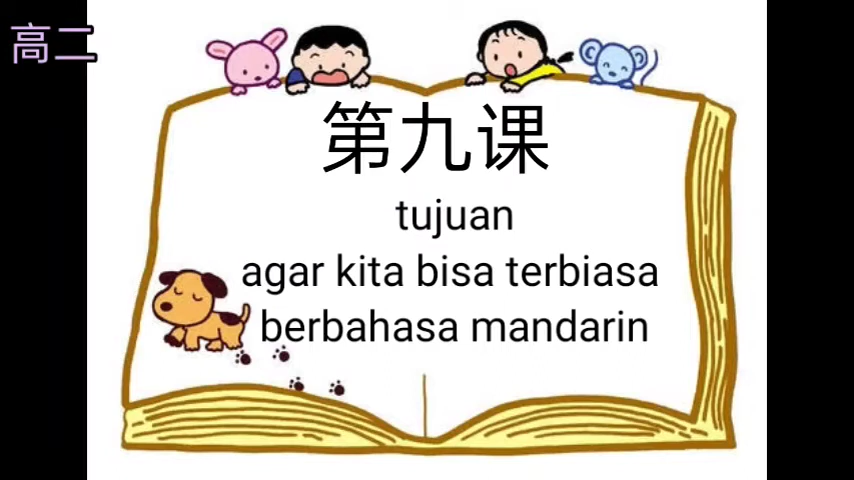 高二
第九课
tujuan
agar kita bisa terbiasa
berbahasa mandarin